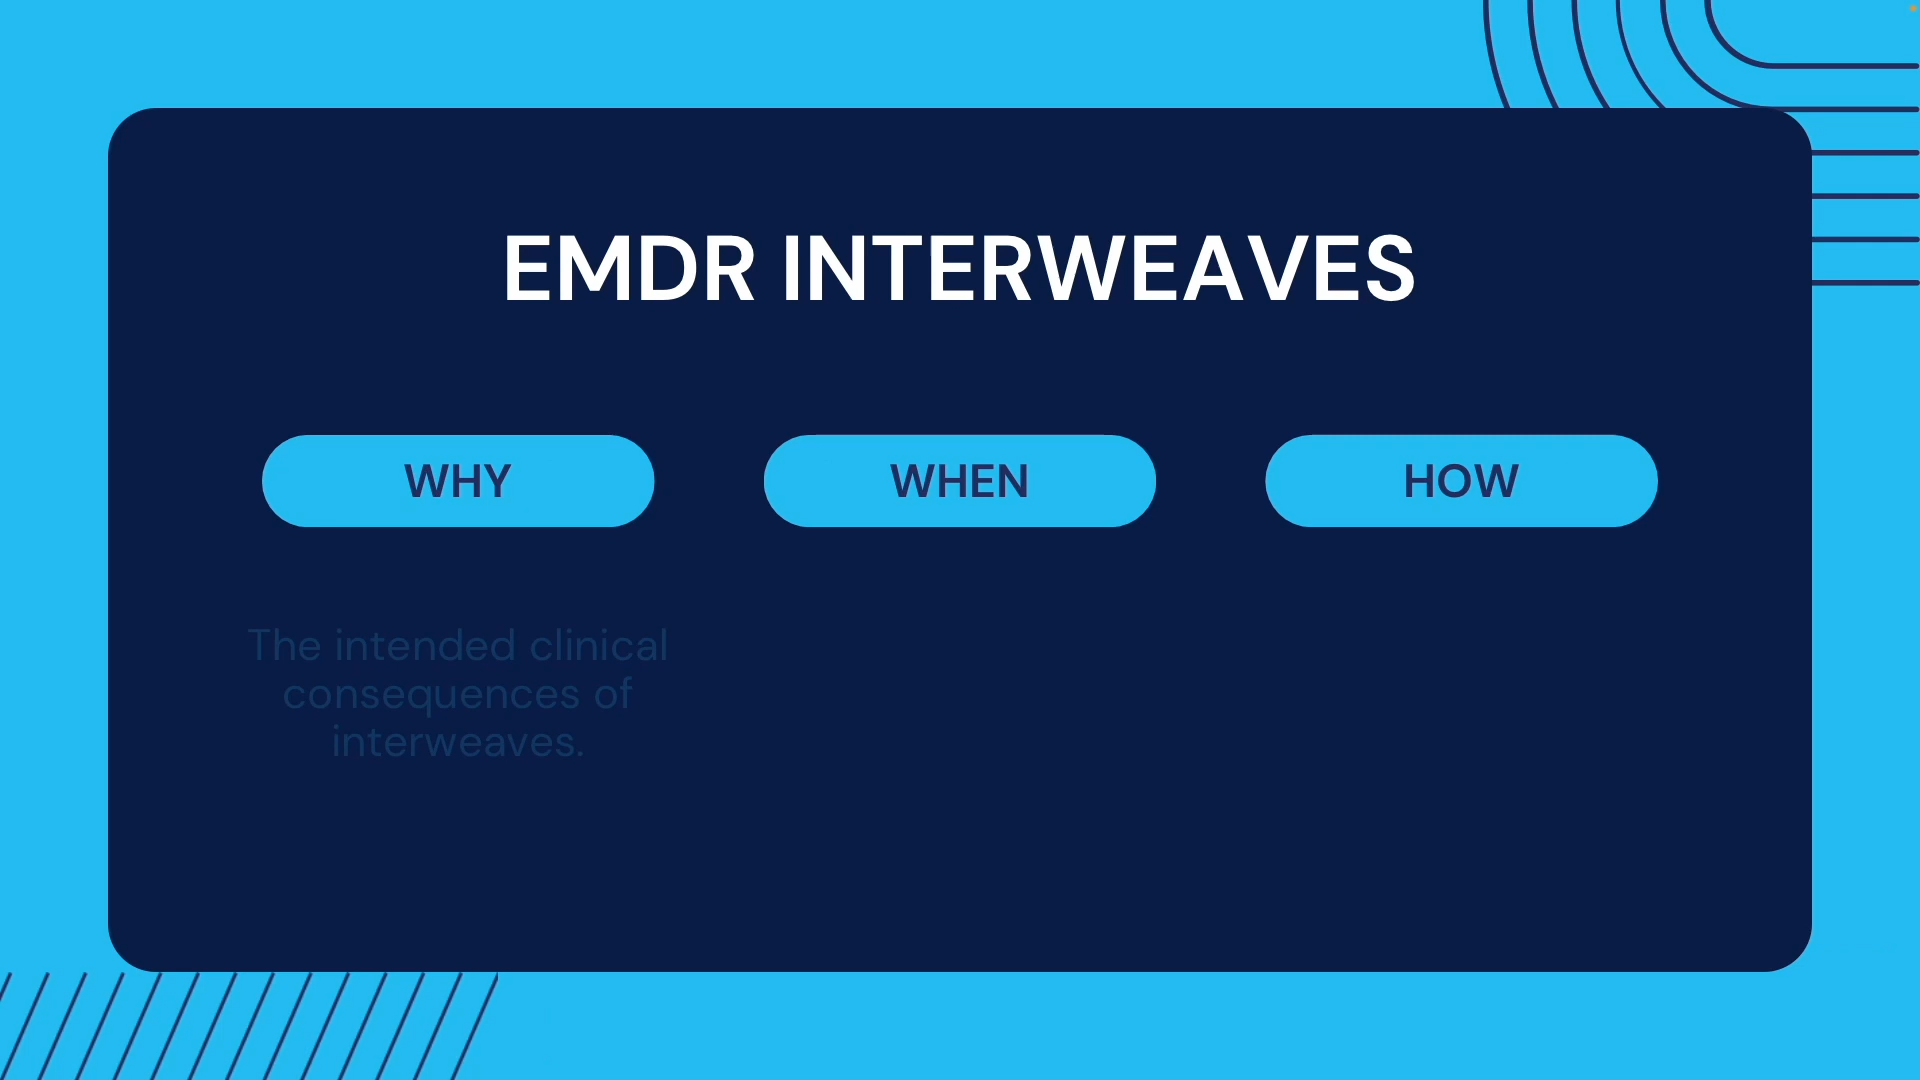 EMDR INTERWEAVES
WHY
WHEN
HOW
The intended clinical
consequences of
interweaves.